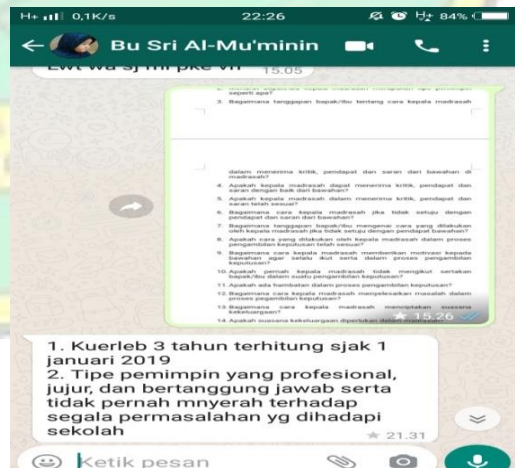 H+ 0,1K/s 22:26 84%
Bu Sri Al-Mu'minin
Lwt wa sj mi pke vn 15.05
seperti apa?
3. Bagaimana tanggapan bapak/ibu tentang cara kepala madrasah
dalam menerima kritik, pendapat dan saran dari bawahan di
madrasah?
4. Apakah kepala madrasah dapat menerima kritik, pendapat dan
saran dengan baik dari bawahan?
5. Apakah kepala madrasah dalam menerima kritik, pendapat dan
saran telah sesuai?
6. Bagaimana cara kepala madrasah jika tidak setuju dengan
pendapat dan saran dari bawahan?
7. Bagaimana tanggapan bapak/ibu mengenai cara yang dilakukan
oleh kepala madrasah jika tidak setuju dengan pendapat bawahan?
8. Apakah cara yang dilakukan oleh kepala madrasah dalam proses
pengambilan keputusan telah sesuai?
9. Bagaimana cara kepala madrasah memberikan motivasi kepada
bawahan agar selalu ikut serta dalam proses pengambilan
keputusan?
10. Apakah pernah kepala madrasah tidak mengikut sertakan
bapak/ibu dalam suatu pengambilan keputusan?
11. Apakah ada hambatan dalam proses pengambilan keputusan?
12. Bagaimana cara kepala madrasah menyelesaikan masalah dalam
proses pegambilan keputusan?
13. Bagaimana cara kepala madrasah menciptakan suasana
kekeluargaan?
14. Apakah suasana kekeluargaan diperlukan dalam
15.26
1. Kuerleb 3 tahun terhitung sjak 1
januari 2019
2. Tipe pemimpin yang profesional,
jujur, dan bertanggung jawab serta
tidak pernah mnyerah terhadap
segala permasalahan yg dihadapi
sekolah
21.31
Ketik pesan